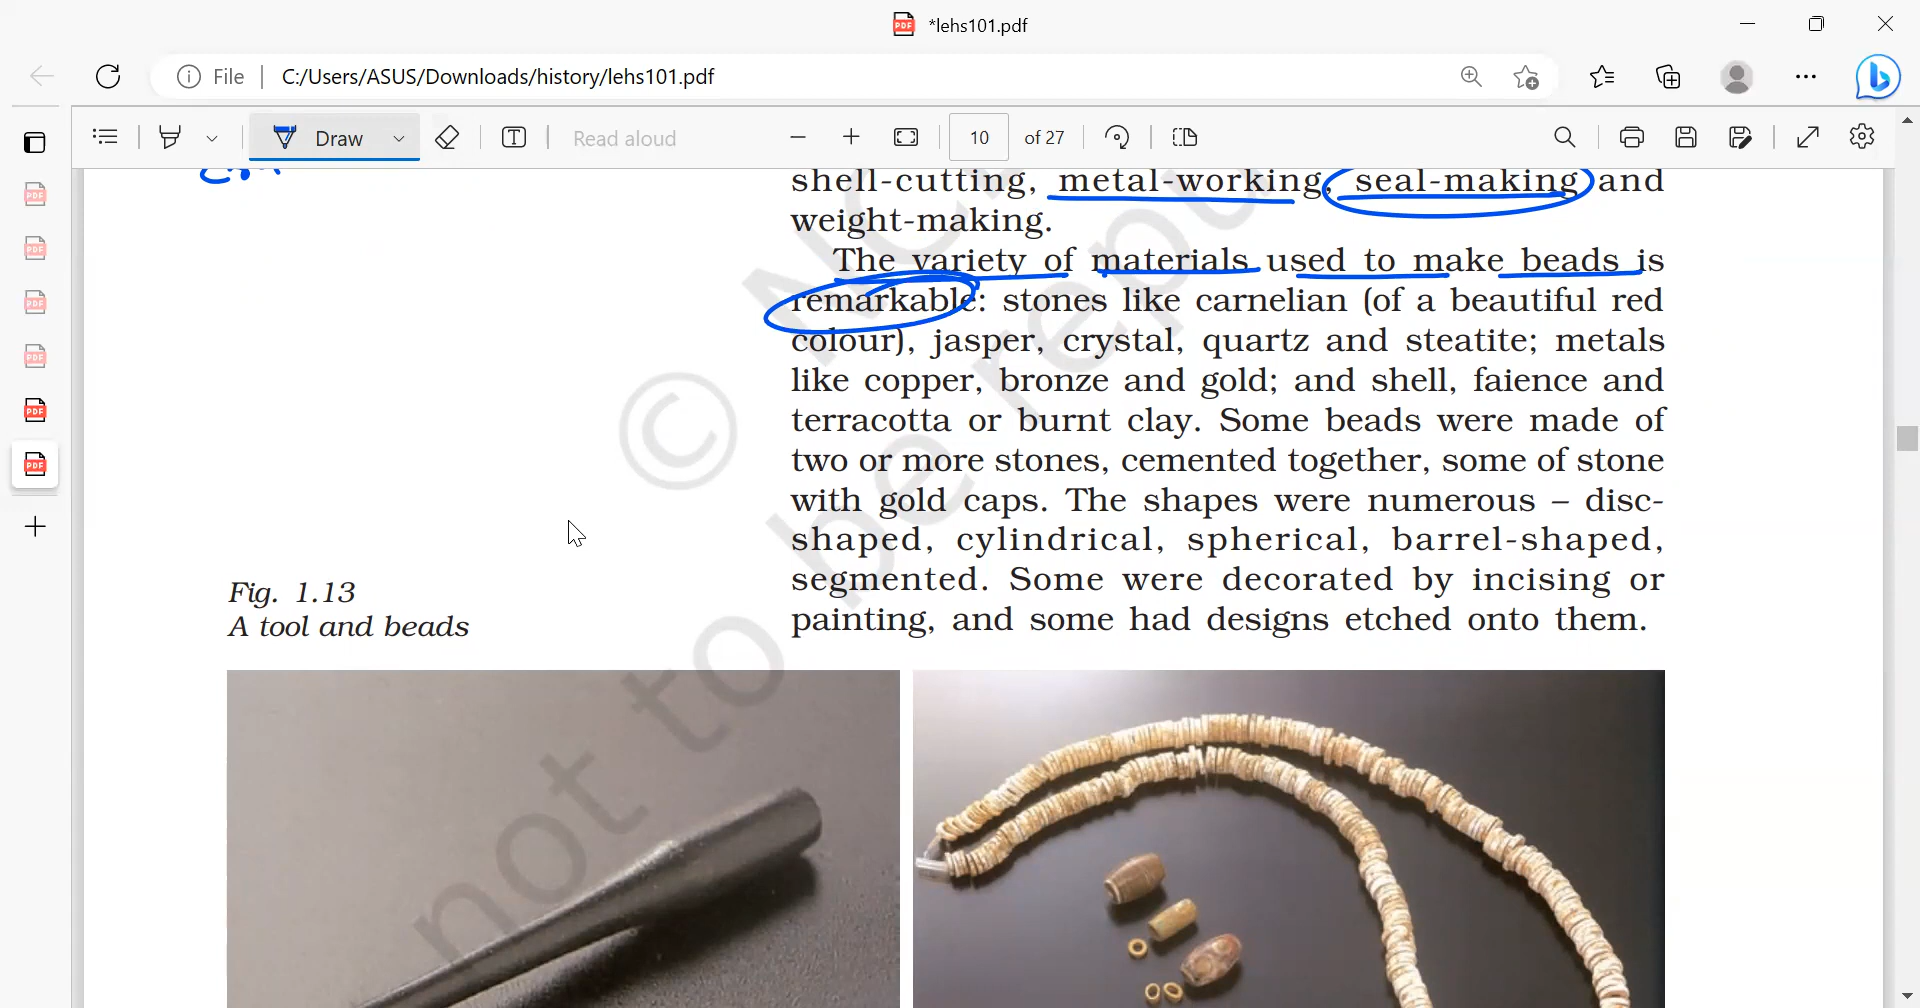 *lehs101.pdf
File
C:/Users/ASUS/Downloads/history/lehs101.pdf
Draw
Read aloud
10
of 27
shell-cutting, metal-working, seal-making and
weight-making.
The variety of materials used to make beads is
remarkable: stones like carnelian (of a beautiful red
colour), jasper, crystal, quartz and steatite; metals
like copper, bronze and gold; and shell, faience and
terracotta or burnt clay. Some beads were made of
two or more stones, cemented together, some of stone
with gold caps. The shapes were numerous – disc-
shaped, cylindrical, spherical, barrel-shaped,
segmented. Some were decorated by incising or
painting, and some had designs etched onto them.
Fig. 1.13
A tool and beads
©
not to be